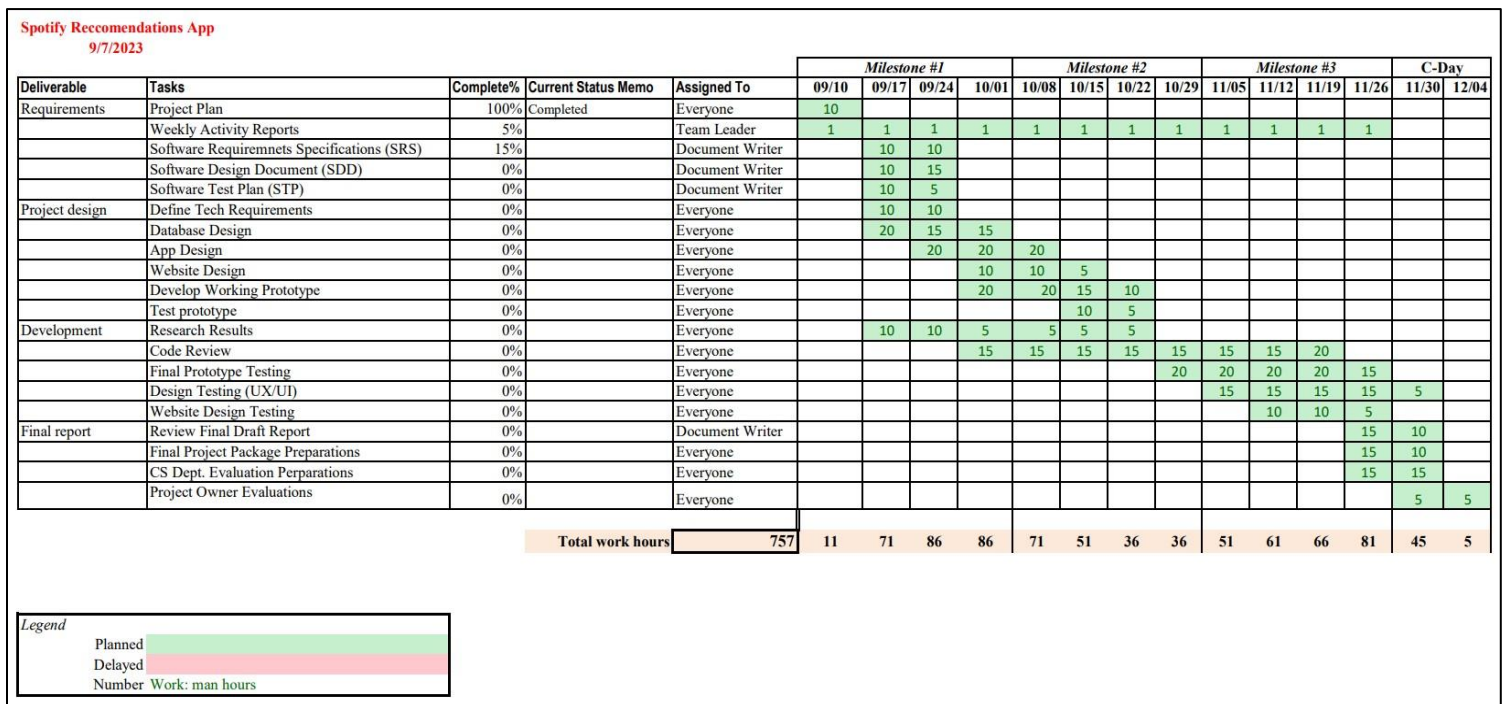 Spotify Reccomendations App
9/7/2023
Milestone #1 Milestone #2 Milestone #3 C-Day
Deliverable Tasks Complete% Current Status Memo Assigned To 09/10 09/17 09/24 10/01 10/08 10/15 10/22 10/29 11/05 11/12 11/19 11/26 11/30 12/04
Requirements Project Plan 100% Completed Everyone 10
Weekly Activity Reports 5% Team Leader 1 1 1 1 1 1 1 1 1 1 1 1
Software Requiremnets Specifications (SRS) 15% Document Writer 10 10
Software Design Document (SDD) 0% Document Writer 10 15
Software Test Plan (STP) 0% Document Writer 10 5
Project design Define Tech Requirements 0% Everyone 10 10
Database Design 0% Everyone 20 15 15
App Design 0% Everyone 20 20 20
Website Design 0% Everyone 10 10 5
Develop Working Prototype 0% Everyone 20 20 15 10
Test prototype 0% Everyone 10 5
Development Research Results 0% Everyone 10 10 5 5 5 5
Code Review 0% Everyone 15 15 15 15 15 15 15 20
Final Prototype Testing 0% Everyone 20 20 20 20 15
Design Testing (UX/UI) 0% Everyone 15 15 15 15 5
Website Design Testing 0% Everyone 10 10 5
Final report Review Final Draft Report 0% Document Writer 15 10
Final Project Package Preparations 0% Everyone 15 10
CS Dept. Evaluation Perparations 0% Everyone 15 15
Project Owner Evaluations 0% Everyone 5 5
Total work hours 757 11 71 86 86 71 51 36 36 51 61 66 81 45 5
Legend
Planned
Delayed
Number Work: man hours